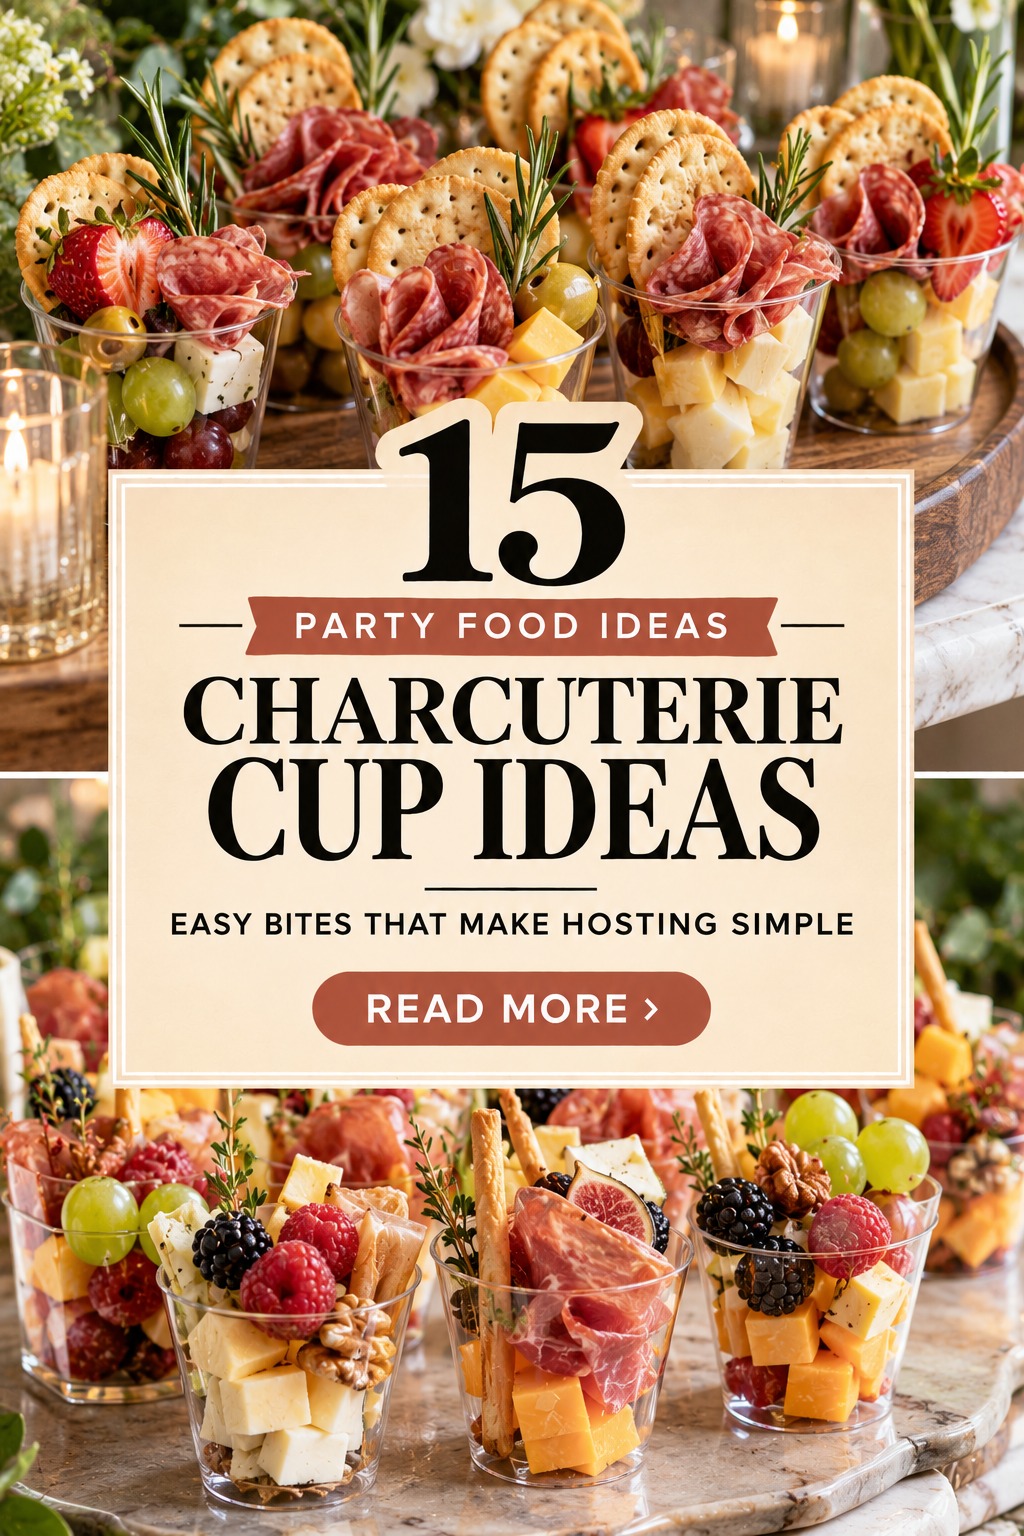 15
PARTY FOOD IDEAS
CHARCUTERIE
CUP IDEAS
EASY BITES THAT MAKE HOSTING SIMPLE
READ MORE ›